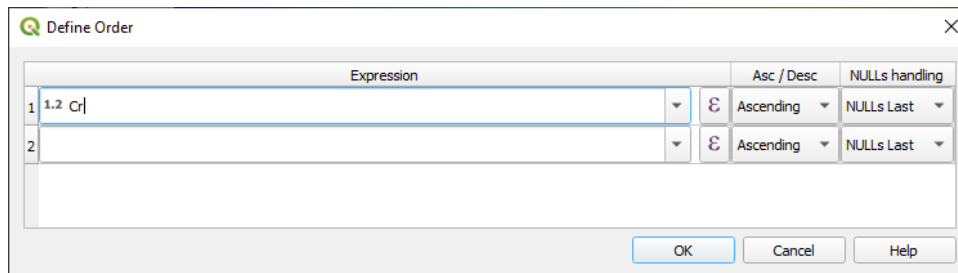 Define Order
Expression Asc / Desc NULLs handling
1 1.2 Cr ε Ascending NULLs Last
2 ε Ascending NULLs Last
OK Cancel Help